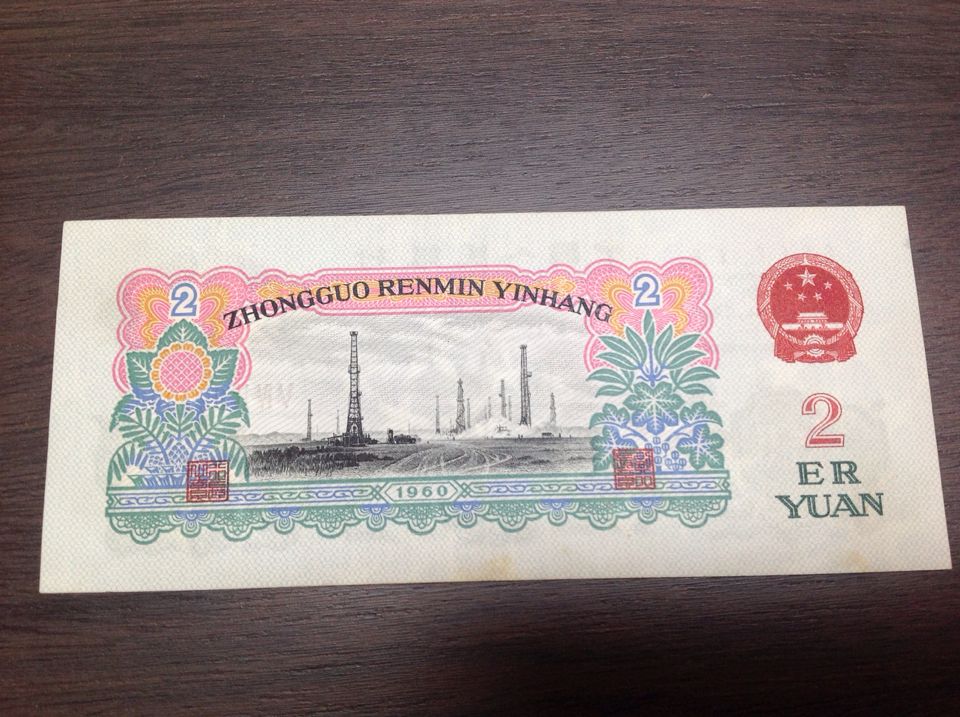 2
2
ZHONGGUO RENMIN YINHANG
1960
2
ER
YUAN